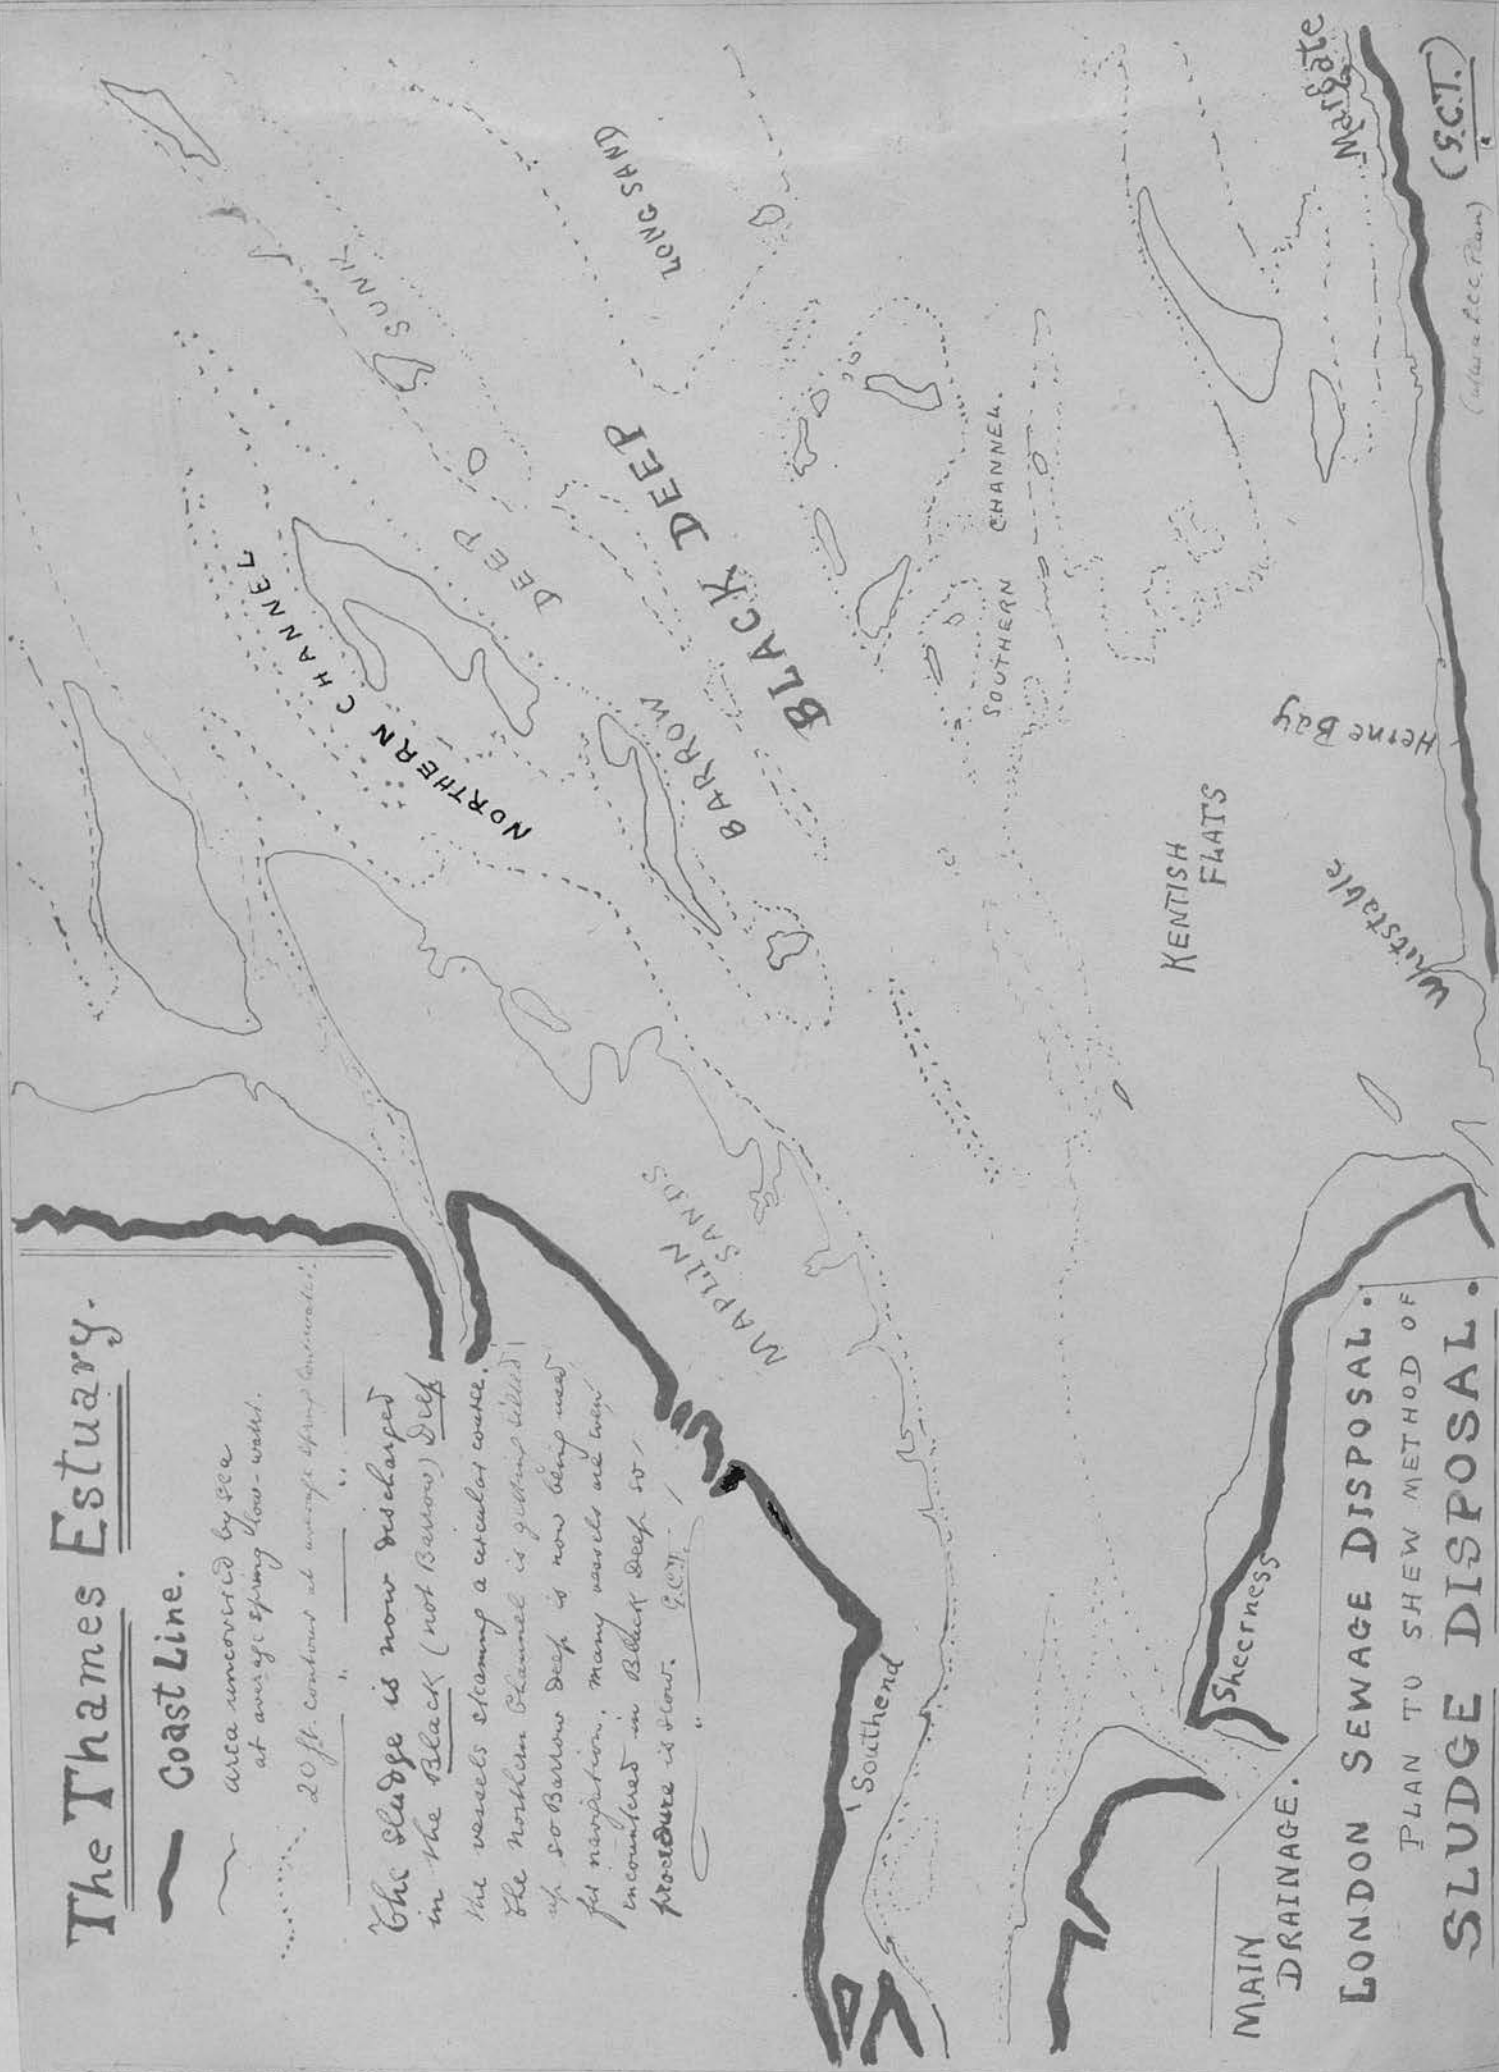 The Thames Estuary.
Coast Line.
area uncovered by sea
at average spring low-water.
20 ft. contour at average spring low water.
The Sludge is now discharged
in the Black (not Barrow) Deep
the vessels steaming a circular course.
The Northern Channel is getting silted
up so Barrow Deep is now being used
for navigation. Many vessels are even
encountered in Black Deep so
procedure is slow. G.C.T.
SUNK
LONG SAND
NORTHERN CHANNEL
DEEP
BARROW
BLACK DEEP
SOUTHERN CHANNEL.
MAPLIN
SANDS
KENTISH
FLATS
Margate
Herne Bay
Whitstable
Southend
Sheerness
MAIN
DRAINAGE.
LONDON SEWAGE DISPOSAL.
PLAN TO SHEW METHOD OF
SLUDGE DISPOSAL.
(G.C.T.)
Plan)